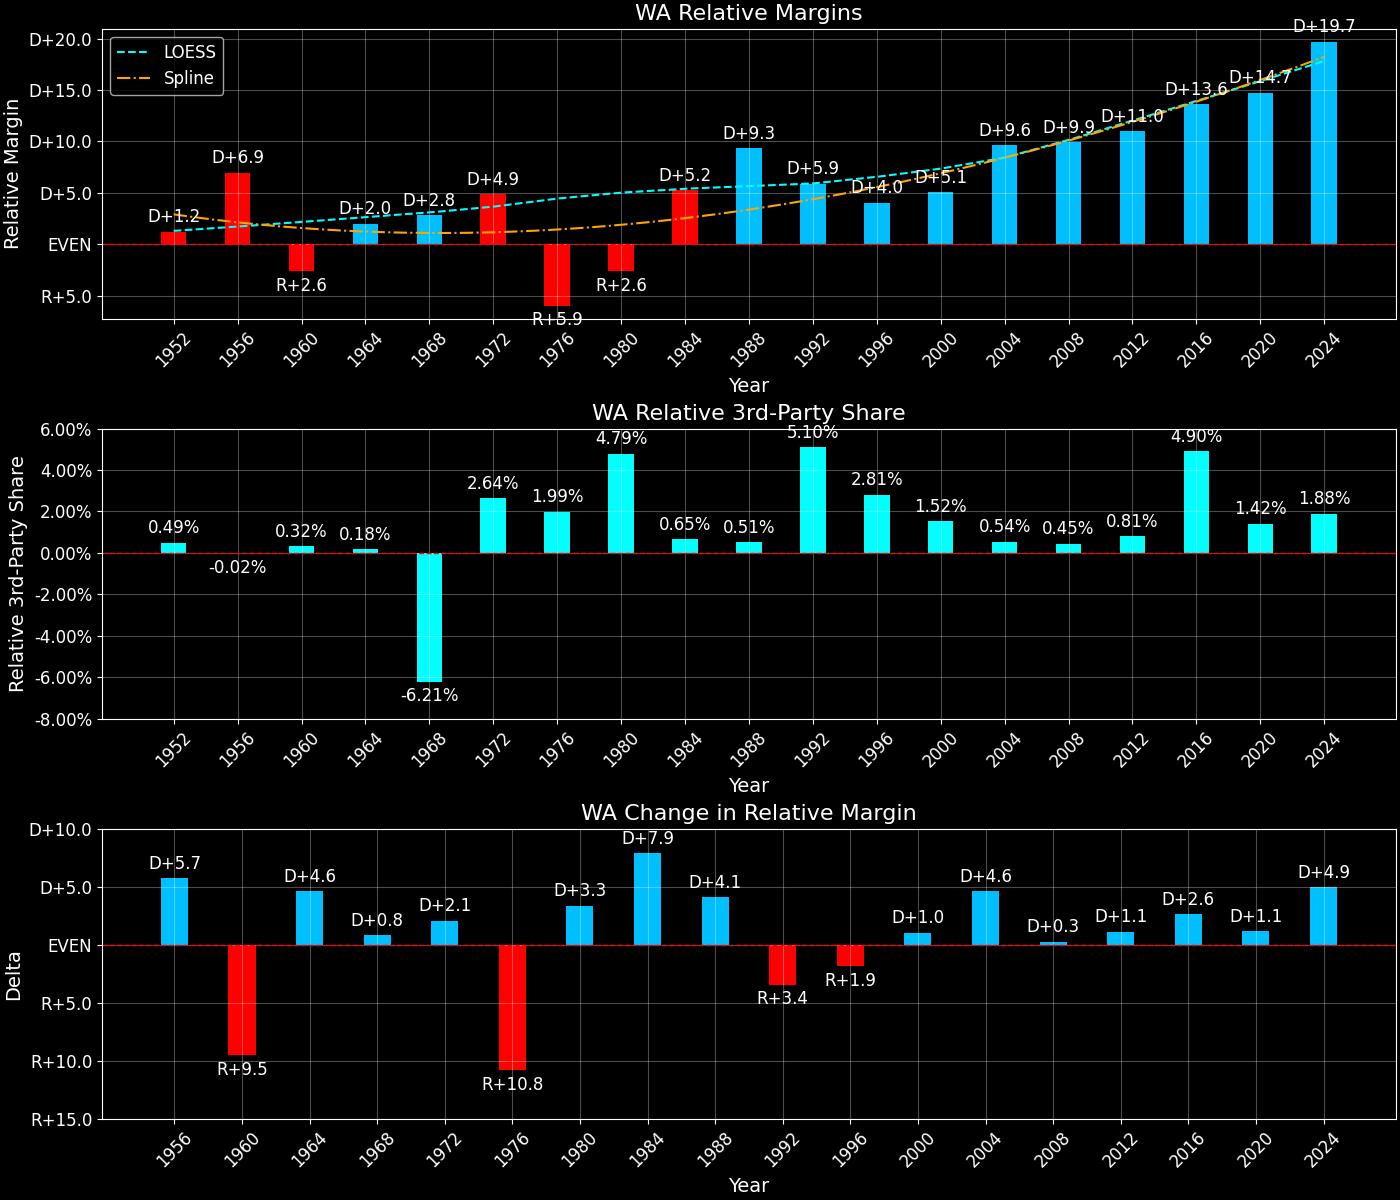 WA Relative Margins
Relative Margin
D+20.0
D+15.0
D+10.0
D+5.0
EVEN
R+5.0
LOESS
Spline
D+1.2
D+6.9
R+2.6
D+2.0
D+2.8
D+4.9
R+5.9
R+2.6
D+5.2
D+9.3
D+5.9
D+4.0
D+5.1
D+9.6
D+9.9
D+11.0
D+13.6
D+14.7
D+19.7
1952
1956
1960
1964
1968
1972
1976
1980
1984
1988
1992
1996
2000
2004
2008
2012
2016
2020
2024
Year
WA Relative 3rd-Party Share
Relative 3rd-Party Share
6.00%
4.00%
2.00%
0.00%
-2.00%
-4.00%
-6.00%
-8.00%
0.49%
-0.02%
0.32%
0.18%
-6.21%
2.64%
1.99%
4.79%
0.65%
0.51%
5.10%
2.81%
1.52%
0.54%
0.45%
0.81%
4.90%
1.42%
1.88%
1952
1956
1960
1964
1968
1972
1976
1980
1984
1988
1992
1996
2000
2004
2008
2012
2016
2020
2024
Year
WA Change in Relative Margin
Delta
D+10.0
D+5.0
EVEN
R+5.0
R+10.0
R+15.0
D+5.7
R+9.5
D+4.6
D+0.8
D+2.1
R+10.8
D+3.3
D+7.9
D+4.1
R+3.4
R+1.9
D+1.0
D+4.6
D+0.3
D+1.1
D+2.6
D+1.1
D+4.9
1956
1960
1964
1968
1972
1976
1980
1984
1988
1992
1996
2000
2004
2008
2012
2016
2020
2024
Year